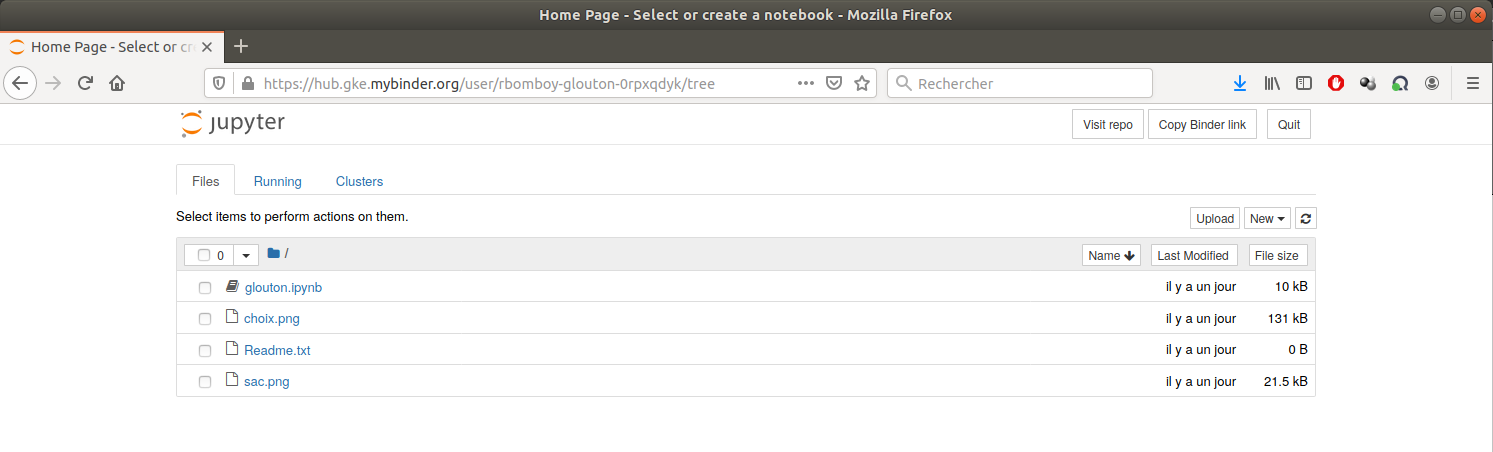 Home Page - Select or create a notebook - Mozilla Firefox
Home Page - Select or cr
https://hub.gke.mybinder.org/user/rbomboy-glouton-0rpxqdyk/tree
Rechercher
jupyter
Visit repo Copy Binder link Quit
Files Running Clusters
Select items to perform actions on them.
Upload New
0 / Name Last Modified File size
glouton.ipynb il y a un jour 10 kB
choix.png il y a un jour 131 kB
Readme.txt il y a un jour 0 B
sac.png il y a un jour 21.5 kB